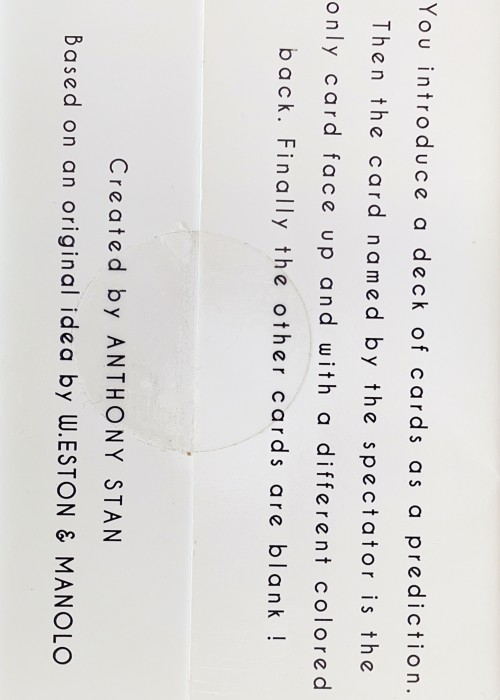 You introduce a deck of cards as a prediction.
Then the card named by the spectator is the
only card face up and with a different colored
back. Finally the other cards are blank !
Created by ANTHONY STAN
Based on an original idea by W.ESTON & MANOLO